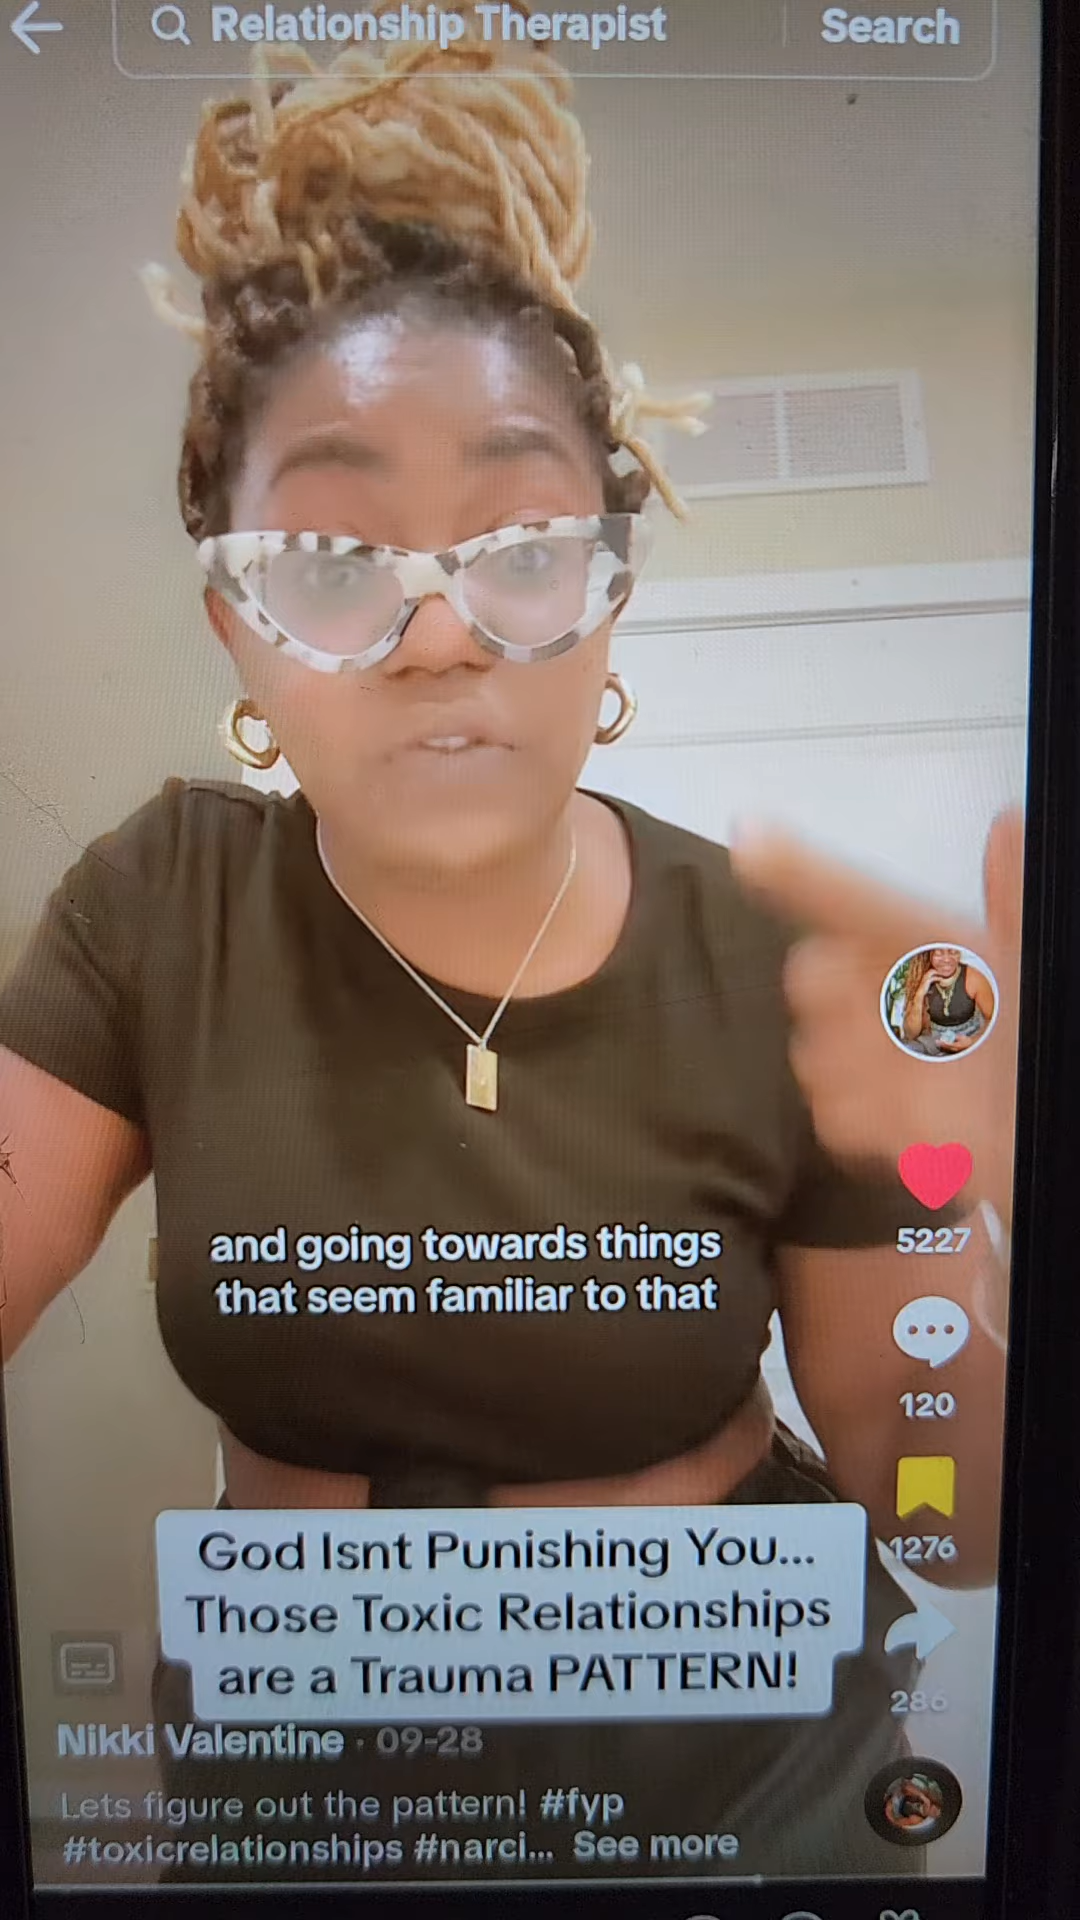 Relationship Therapist
Search
and going towards things
that seem familiar to that
5227
120
1276
286
God Isnt Punishing You...
Those Toxic Relationships
are a Trauma PATTERN!
Nikki Valentine · 09-28
Lets figure out the pattern! #fyp
#toxicrelationships #narci... See more